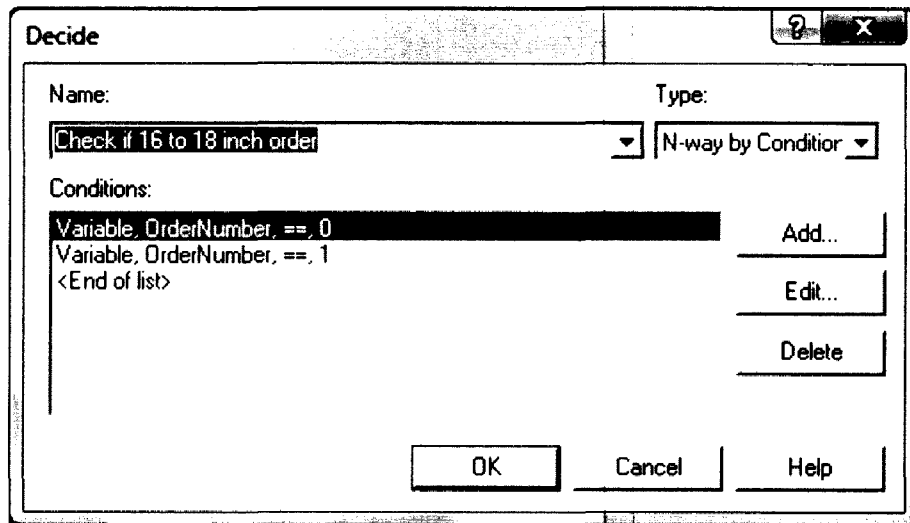 Decide
? X
Name:
Type:
Check if 16 to 18 inch order
N-way by Condition
Conditions:
Variable, OrderNumber, ==, 0
Variable, OrderNumber, ==, 1
<End of list>
Add...
Edit...
Delete
OK
Cancel
Help